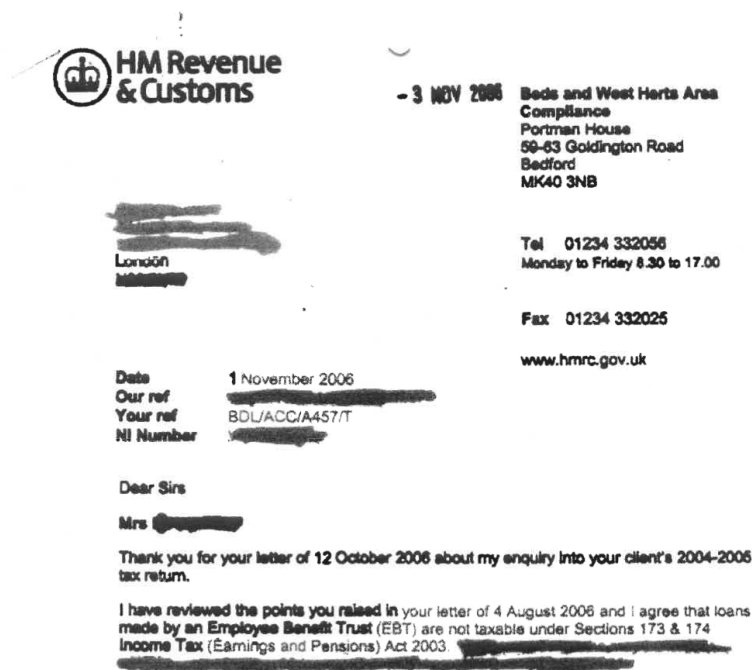 HM Revenue
& Customs
- 3 NOV 2006
Beds and West Herts Area
Compliance
Portman House
59-63 Goldington Road
Bedford
MK40 3NB
London
Tel 01234 332056
Monday to Friday 8.30 to 17.00
Fax 01234 332025
www.hmrc.gov.uk
Date 1 November 2006
Our ref
Your ref BDL/ACC/A457/T
NI Number
Dear Sirs
Mrs
Thank you for your letter of 12 October 2006 about my enquiry into your client's 2004-2005
tax return.
I have reviewed the points you raised in your letter of 4 August 2006 and I agree that loans
made by an Employee Benefit Trust (EBT) are not taxable under Sections 173 & 174
Income Tax (Earnings and Pensions) Act 2003.